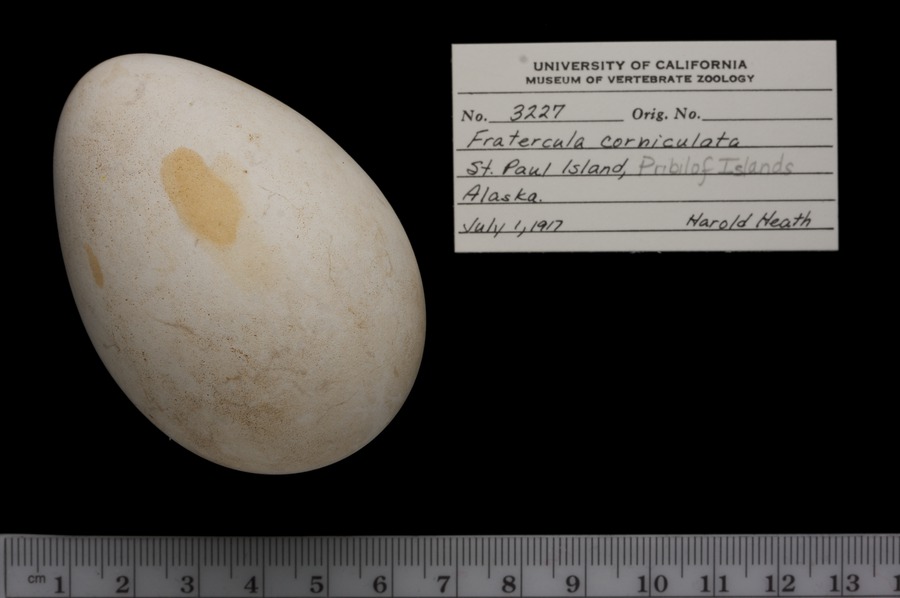 UNIVERSITY OF CALIFORNIA
MUSEUM OF VERTEBRATE ZOOLOGY
No. 3227 Orig. No.
Fratercula corniculata
St. Paul Island, Pribilof Islands
Alaska.
July 1, 1917 Harold Heath
cm 1 2 3 4 5 6 7 8 9 10 11 12 13